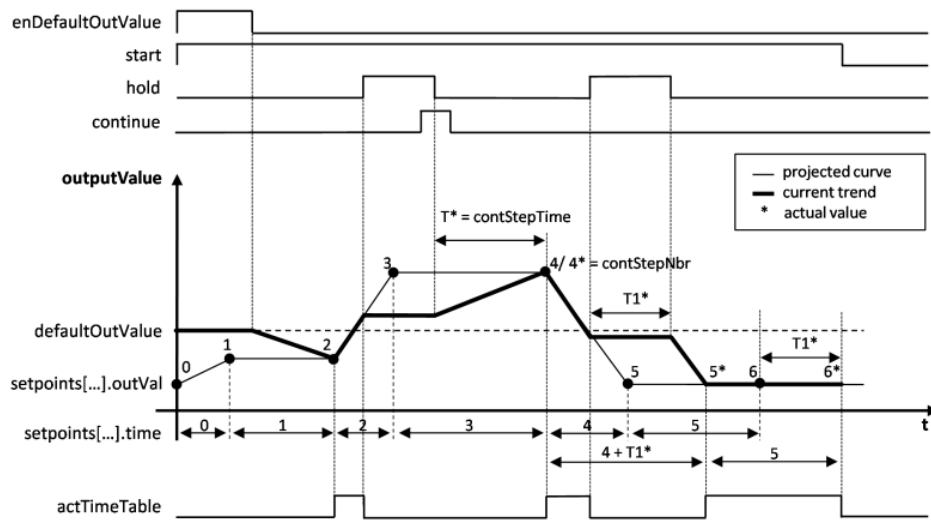 enDefaultOutValue
start
hold
continue
outputValue
projected curve
current trend
* actual value
T* = contStepTime
3
4/ 4* = contStepNbr
T1*
defaultOutValue
1
2
T1*
0
5
5*
6
6*
setpoints[...].outVal
t
setpoints[...].time
0
1
2
3
4
5
4 + T1*
5
actTimeTable